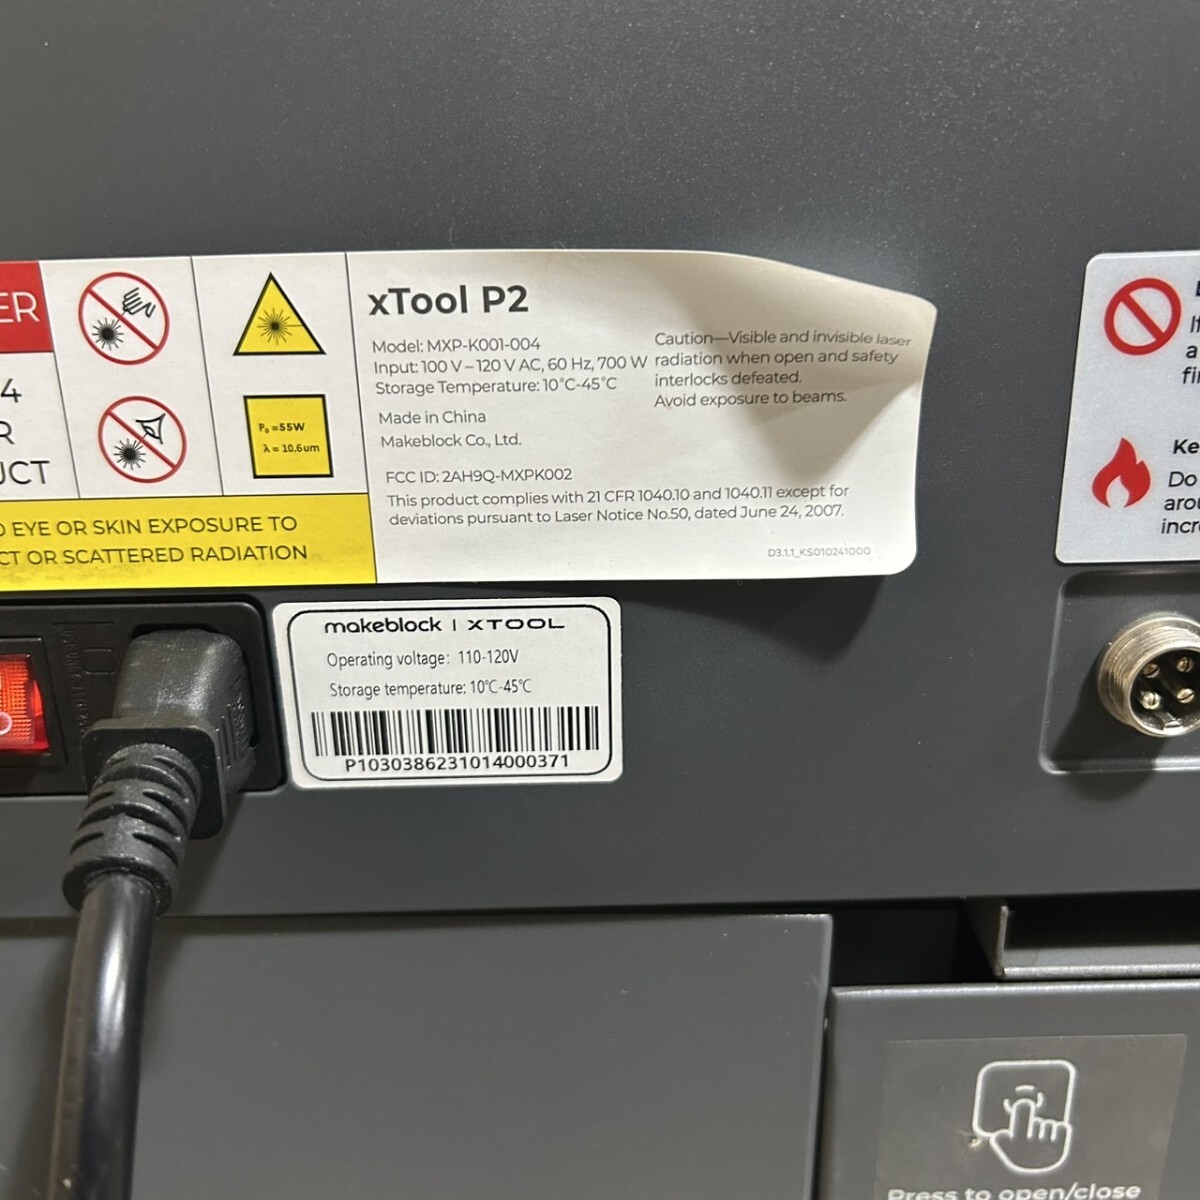 ER
4
R
UCT
P₀ =55W
λ = 10.6um
D EYE OR SKIN EXPOSURE TO
CT OR SCATTERED RADIATION
xTool P2
Model: MXP-K001-004
Input: 100 V – 120 V AC, 60 Hz, 700 W
Storage Temperature: 10°C-45°C
Made in China
Makeblock Co., Ltd.
Caution—Visible and invisible laser
radiation when open and safety
interlocks defeated.
Avoid exposure to beams.
FCC ID: 2AH9Q-MXPK002
This product complies with 21 CFR 1040.10 and 1040.11 except for
deviations pursuant to Laser Notice No.50, dated June 24, 2007.
D3.1.1_KS010241000
makeblock | XTOOL
Operating voltage: 110-120V
Storage temperature: 10°C-45°C
P1030386231014000371
If
a
fir
Ke
Do
aro
incre
Press to open/close